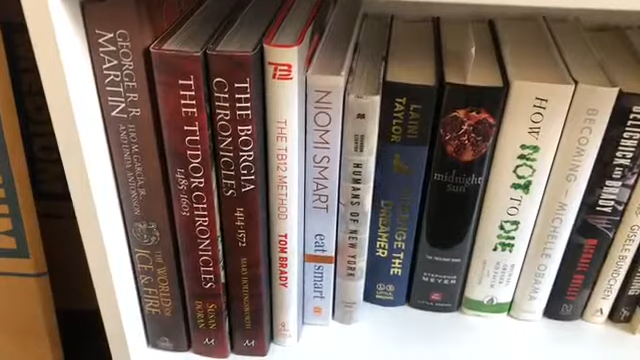 GEORGE R. R.
MARTIN
ELIO M. GARCÍA, JR.
AND LINDA ANTONSSON
THE WORLD OF
ICE & FIRE
THE TUDOR CHRONICLES
1485-1603
SUSAN
DORAN
THE BORGIA
CHRONICLES
1414-1572
MARY HOLLINGSWORTH
THE TB12 METHOD
TOM BRADY
NIOMI SMART
eat smart
HUMANS OF NEW YORK
LAINI
TAYLOR
STRANGE THE
DREAMER
LITTLE, BROWN
midnight
sun
STEPHENIE
MEYER
HOW
NOT
TO
DIE
BECOMING
MICHELLE OBAMA
BELICHICK
AND BRADY
MICHAEL HOLLEY
GISELE BÜNDCHEN